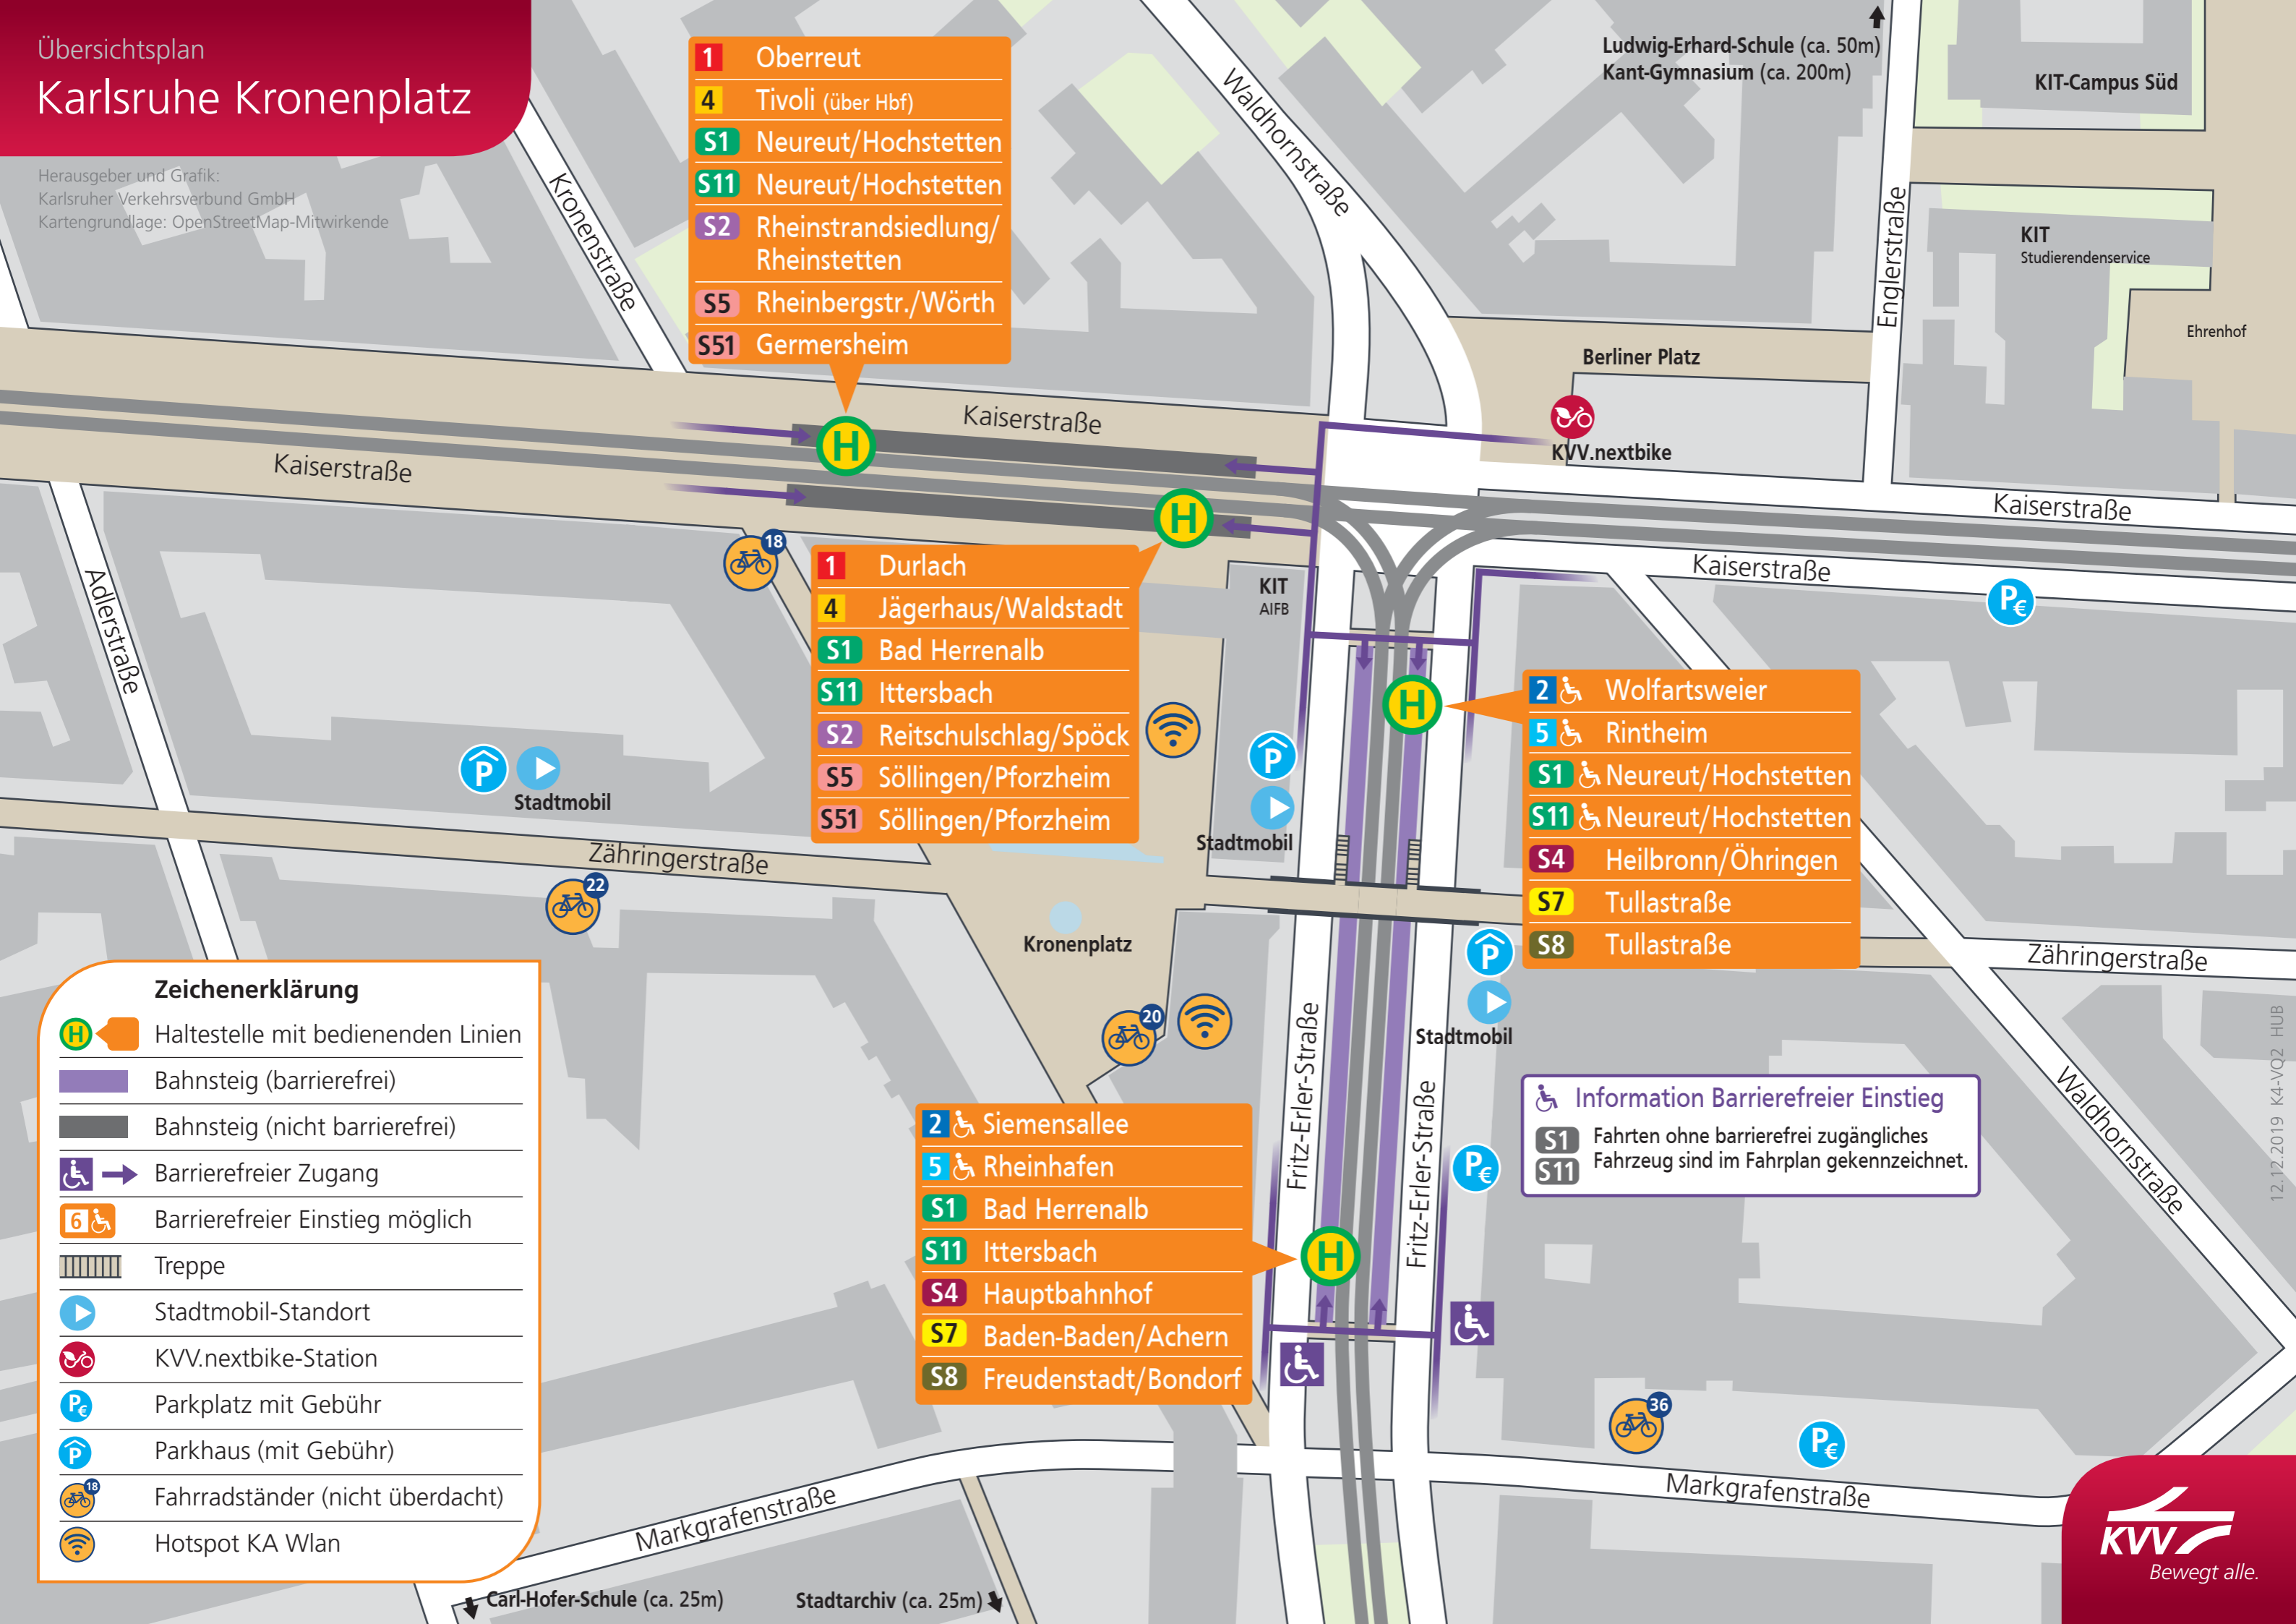 Übersichtsplan
Karlsruhe Kronenplatz
Herausgeber und Grafik:
Karlsruher Verkehrsverbund GmbH
Kartengrundlage: OpenStreetMap-Mitwirkende
1 Oberreut
4 Tivoli (über Hbf)
S1 Neureut/Hochstetten
S11 Neureut/Hochstetten
S2 Rheinstrandsiedlung/
Rheinstetten
S5 Rheinbergstr./Wörth
S51 Germersheim
Ludwig-Erhard-Schule (ca. 50m)
Kant-Gymnasium (ca. 200m)
KIT-Campus Süd
Waldhornstraße
Kronenstraße
Englerstraße
KIT
Studierendenservice
Ehrenhof
Berliner Platz
KVV.nextbike
Kaiserstraße
Kaiserstraße
Kaiserstraße
Kaiserstraße
H
H
18
P€
Adlerstraße
1 Durlach
4 Jägerhaus/Waldstadt
S1 Bad Herrenalb
S11 Ittersbach
S2 Reitschulschlag/Spöck
S5 Söllingen/Pforzheim
S51 Söllingen/Pforzheim
KIT
AIFB
H
2 Wolfartsweier
5 Rintheim
S1 Neureut/Hochstetten
S11 Neureut/Hochstetten
S4 Heilbronn/Öhringen
S7 Tullastraße
S8 Tullastraße
P
Stadtmobil
P
Stadtmobil
Zähringerstraße
22
Kronenplatz
P
Stadtmobil
Zähringerstraße
20
Fritz-Erler-Straße
Fritz-Erler-Straße
Waldhornstraße
P€
Information Barrierefreier Einstieg
S1 Fahrten ohne barrierefrei zugängliches
S11 Fahrzeug sind im Fahrplan gekennzeichnet.
12.12.2019 K4-VQ2 HUB
2 Siemensallee
5 Rheinhafen
S1 Bad Herrenalb
S11 Ittersbach
S4 Hauptbahnhof
S7 Baden-Baden/Achern
S8 Freudenstadt/Bondorf
H
36
P€
Markgrafenstraße
Markgrafenstraße
Zeichenerklärung
H Haltestelle mit bedienenden Linien
Bahnsteig (barrierefrei)
Bahnsteig (nicht barrierefrei)
Barrierefreier Zugang
6 Barrierefreier Einstieg möglich
Treppe
Stadtmobil-Standort
KVV.nextbike-Station
P€ Parkplatz mit Gebühr
P Parkhaus (mit Gebühr)
18 Fahrradständer (nicht überdacht)
Hotspot KA Wlan
Carl-Hofer-Schule (ca. 25m)
Stadtarchiv (ca. 25m)
KVV
Bewegt alle.